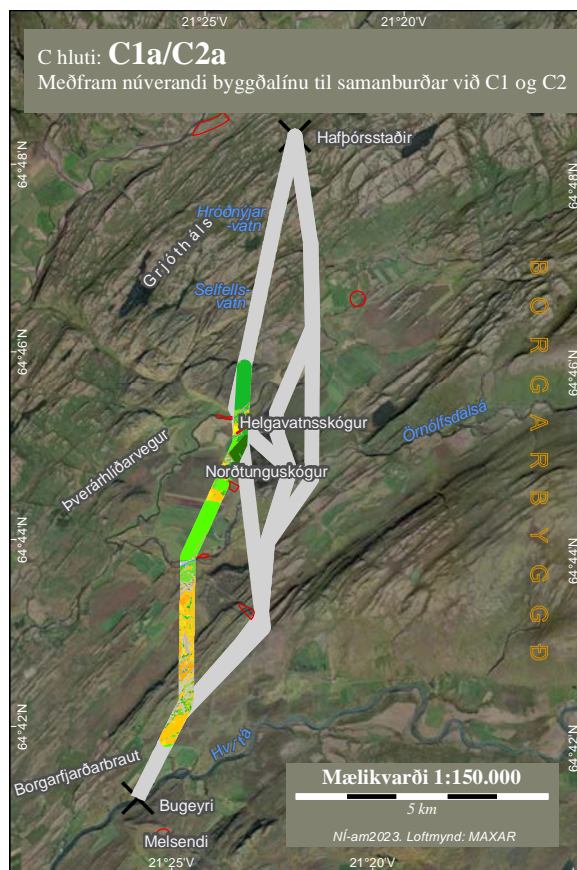 21°25'V
21°20'V
C hluti: C1a/C2a
Meðfram núverandi byggðalínu til samanburðar við C1 og C2
Hafþórsstaðir
64°48'N
64°48'N
Hróðnýjar
-vatn
Grjótháls
Selfells-
vatn
BORGARBYGGÐ
64°46'N
64°46'N
Helgavatnsskógur
Örnólfsdalsá
Þverárhlíðarvegur
Norðtunguskógur
64°44'N
64°44'N
64°42'N
64°42'N
Hvítá
Borgarfjarðarbraut
Bugeyri
Melsendi
Mælikvarði 1:150.000
5 km
NÍ-am2023. Loftmynd: MAXAR
21°25'V
21°20'V